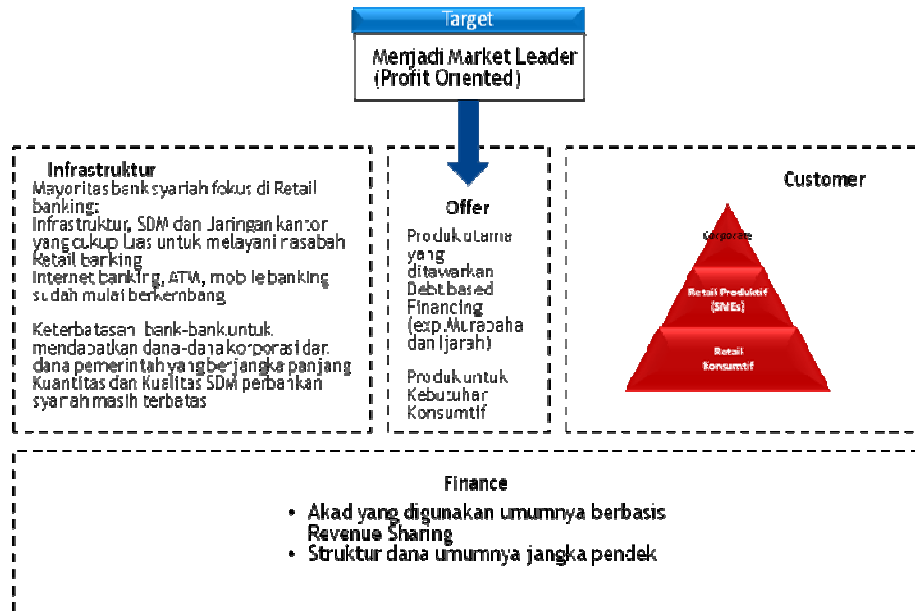 Target
Menjadi Market Leader
(Profit Oriented)
Infrastruktur
Mayoritas bank syariah fokus di Retail
banking:
Infrastruktur, SDM dan Jaringan kantor
yang cukup luas untuk melayani nasabah
Retail banking
Internet banking, ATM, mobile banking
sudah mulai berkembang
Keterbatasan bank-bank untuk
mendapatkan dana-dana korporasi dan
dana pemerintah yang berjangka panjang
Kuantitas dan Kualitas SDM perbankan
syariah masih terbatas
Offer
Produk utama
yang
ditawarkan
Debt based
Financing
(exp.Murabaha
dan Ijarah)
Produk untuk
Kebutuhan
Konsumtif
Customer
Corporate
Retail Produktif
(SMEs)
Retail
Konsumtif
Finance
• Akad yang digunakan umumnya berbasis
Revenue Sharing
• Struktur dana umumnya jangka pendek